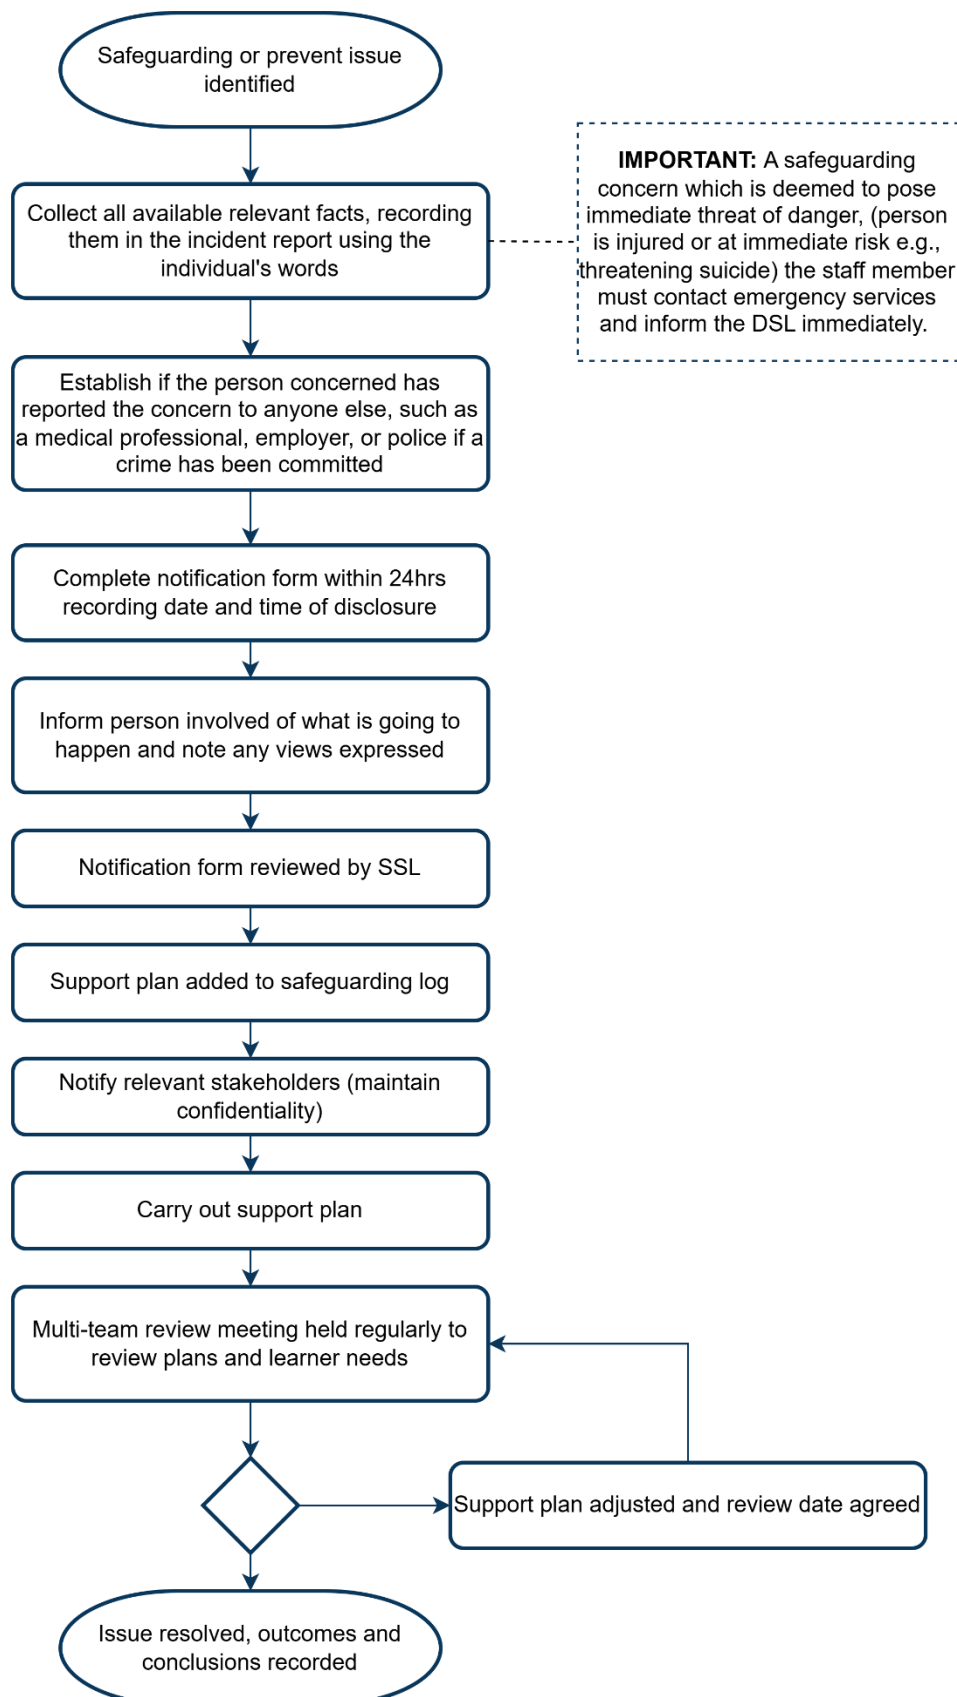 Safeguarding or prevent issue
identified
Collect all available relevant facts, recording
them in the incident report using the
individual's words
IMPORTANT: A safeguarding
concern which is deemed to pose
immediate threat of danger, (person
is injured or at immediate risk e.g.,
threatening suicide) the staff member
must contact emergency services
and inform the DSL immediately.
Establish if the person concerned has
reported the concern to anyone else, such as
a medical professional, employer, or police if a
crime has been committed
Complete notification form within 24hrs
recording date and time of disclosure
Inform person involved of what is going to
happen and note any views expressed
Notification form reviewed by SSL
Support plan added to safeguarding log
Notify relevant stakeholders (maintain
confidentiality)
Carry out support plan
Multi-team review meeting held regularly to
review plans and learner needs
Support plan adjusted and review date agreed
Issue resolved, outcomes and
conclusions recorded